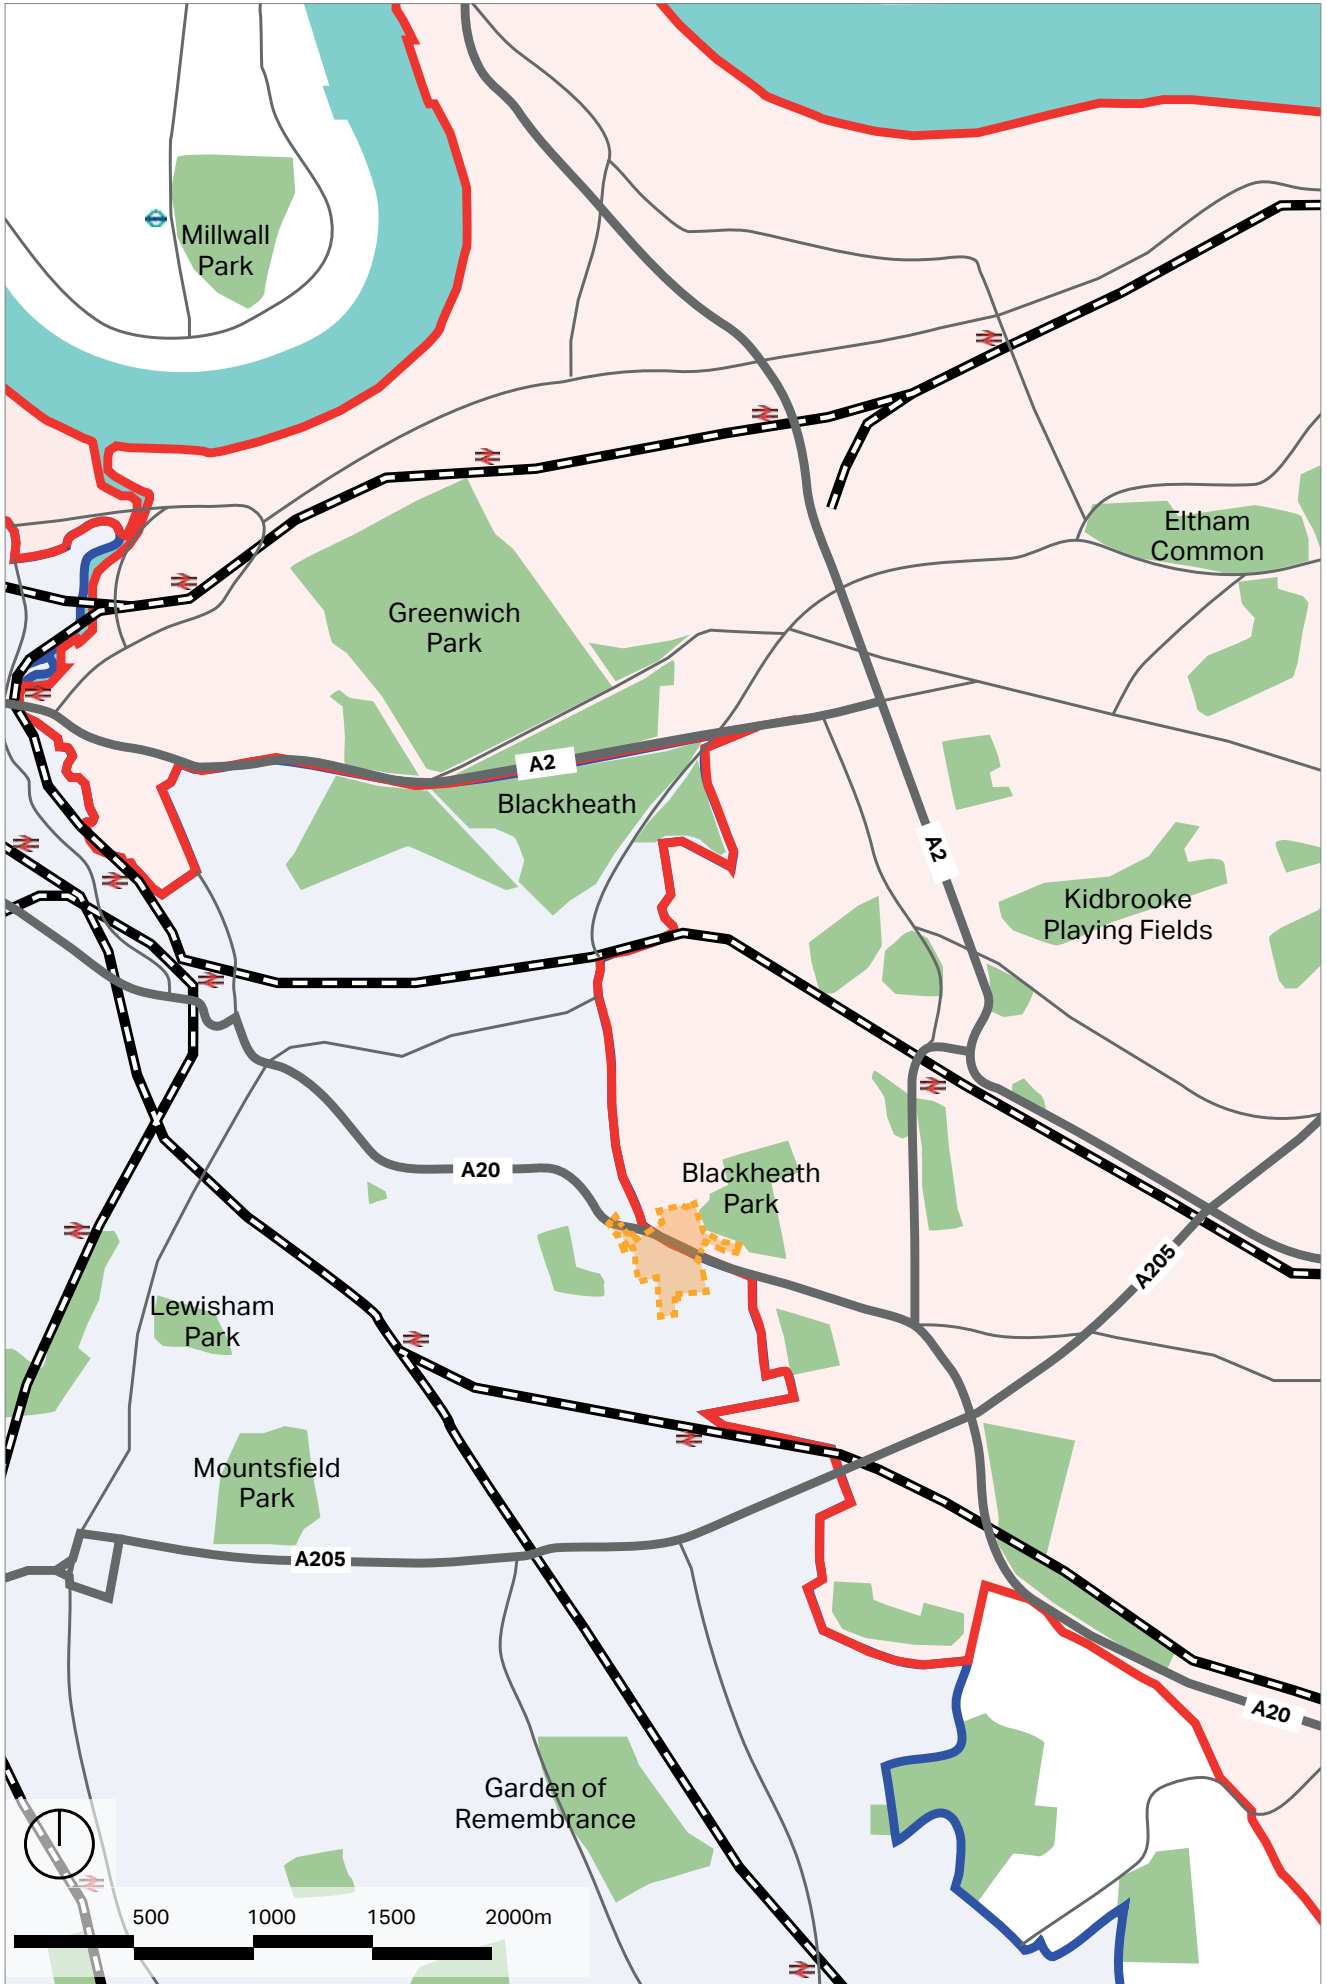 Millwall
Park
Eltham
Common
Greenwich
Park
A2
Blackheath
A2
Kidbrooke
Playing Fields
A20
Blackheath
Park
A205
Lewisham
Park
Mountsfield
Park
A205
A20
Garden of
Remembrance
500 1000 1500 2000m